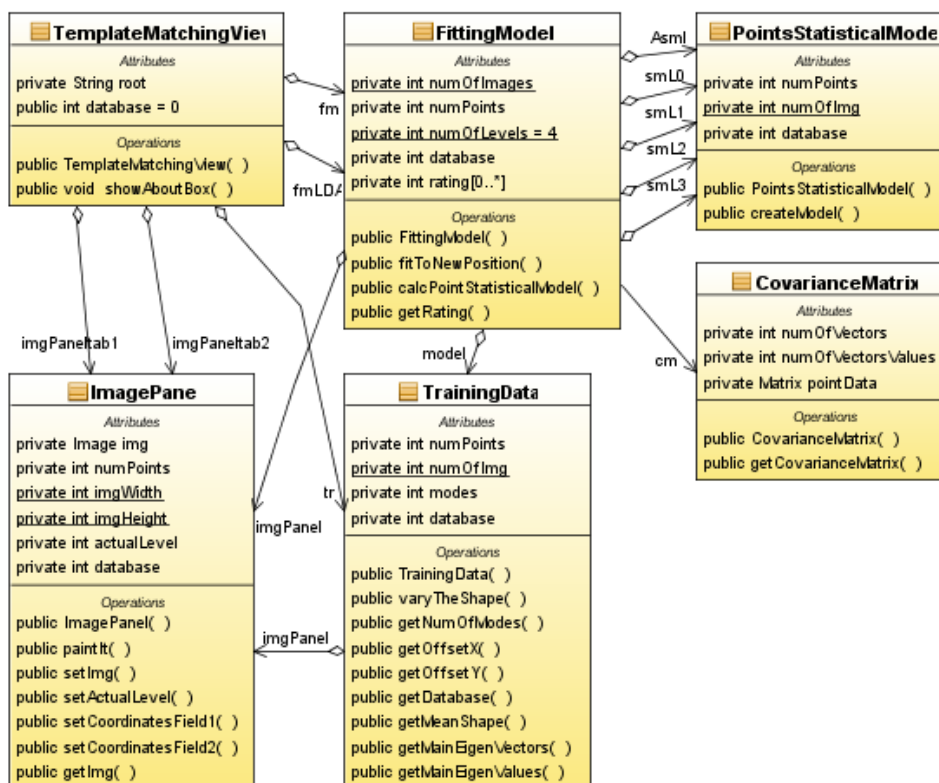 TemplateMatchingView
Attributes
private String root
public int database = 0
Operations
public TemplateMatchingView( )
public void showAboutBox( )
FittingModel
Attributes
private int numOfImages
private int numPoints
private int numOfLevels = 4
private int database
private int rating[0..*]
Operations
public FittingModel( )
public fitToNewPosition( )
public calcPointStatisticalModel( )
public getRating( )
PointsStatisticalMode
Attributes
private int numPoints
private int numOfImg
private int database
Operations
public PointsStatisticalModel( )
public createModel( )
fm
fmLDA
Asml
smL0
smL1
smL2
smL3
cm
CovarianceMatrix
Attributes
private int numOfVectors
private int numOfVectorsValues
private Matrix pointData
Operations
public CovarianceMatrix( )
public getCovarianceMatrix( )
imgPaneltab1
imgPaneltab2
model
tr
imgPanel
imgPanel
ImagePane
Attributes
private Image img
private int numPoints
private int imgWidth
private int imgHeight
private int actualLevel
private int database
Operations
public ImagePanel( )
public paintIt( )
public setImg( )
public setActualLevel( )
public setCoordinatesField1( )
public setCoordinatesField2( )
public getImg( )
TrainingData
Attributes
private int numPoints
private int numOfImg
private int modes
private int database
Operations
public TrainingData( )
public varyTheShape( )
public getNumOfModes( )
public getOffsetX( )
public getOffsetY( )
public getDatabase( )
public getMeanShape( )
public getMainEigenVectors( )
public getMainEigenValues( )